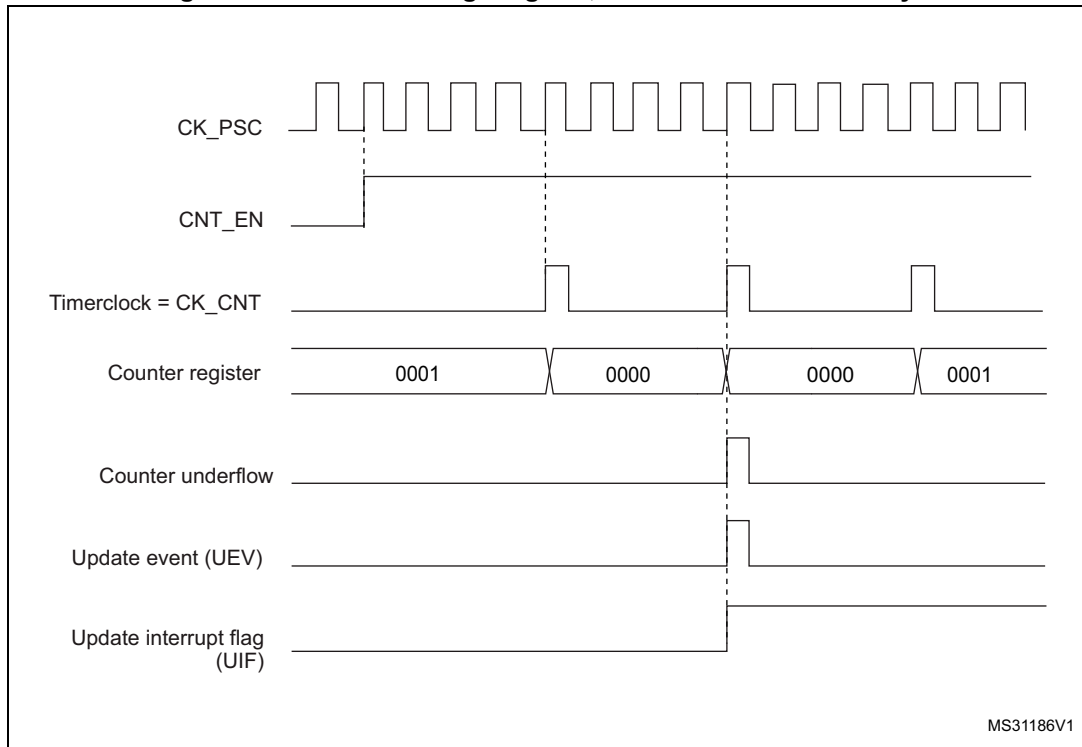 CK_PSC
CNT_EN
Timerclock = CK_CNT
Counter register
0001
0000
0000
0001
Counter underflow
Update event (UEV)
Update interrupt flag
(UIF)
MS31186V1